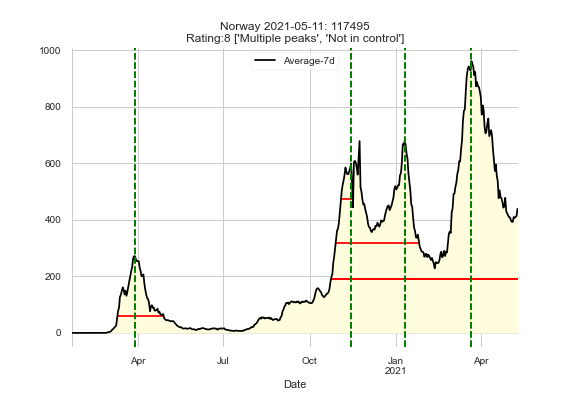 Norway 2021-05-11: 117495
Rating:8 ['Multiple peaks', 'Not in control']
Average-7d
1000
800
600
400
200
0
Apr
Jul
Oct
Jan
2021
Apr
Date